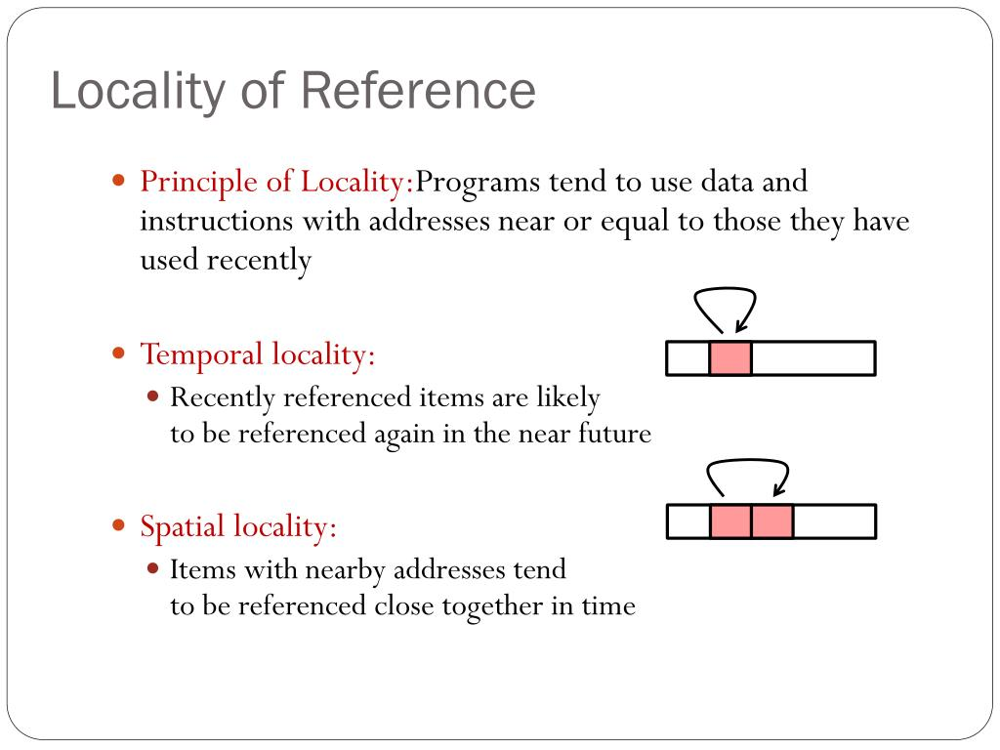 Locality of Reference
• Principle of Locality:Programs tend to use data and
instructions with addresses near or equal to those they have
used recently
• Temporal locality:
• Recently referenced items are likely
to be referenced again in the near future
• Spatial locality:
• Items with nearby addresses tend
to be referenced close together in time